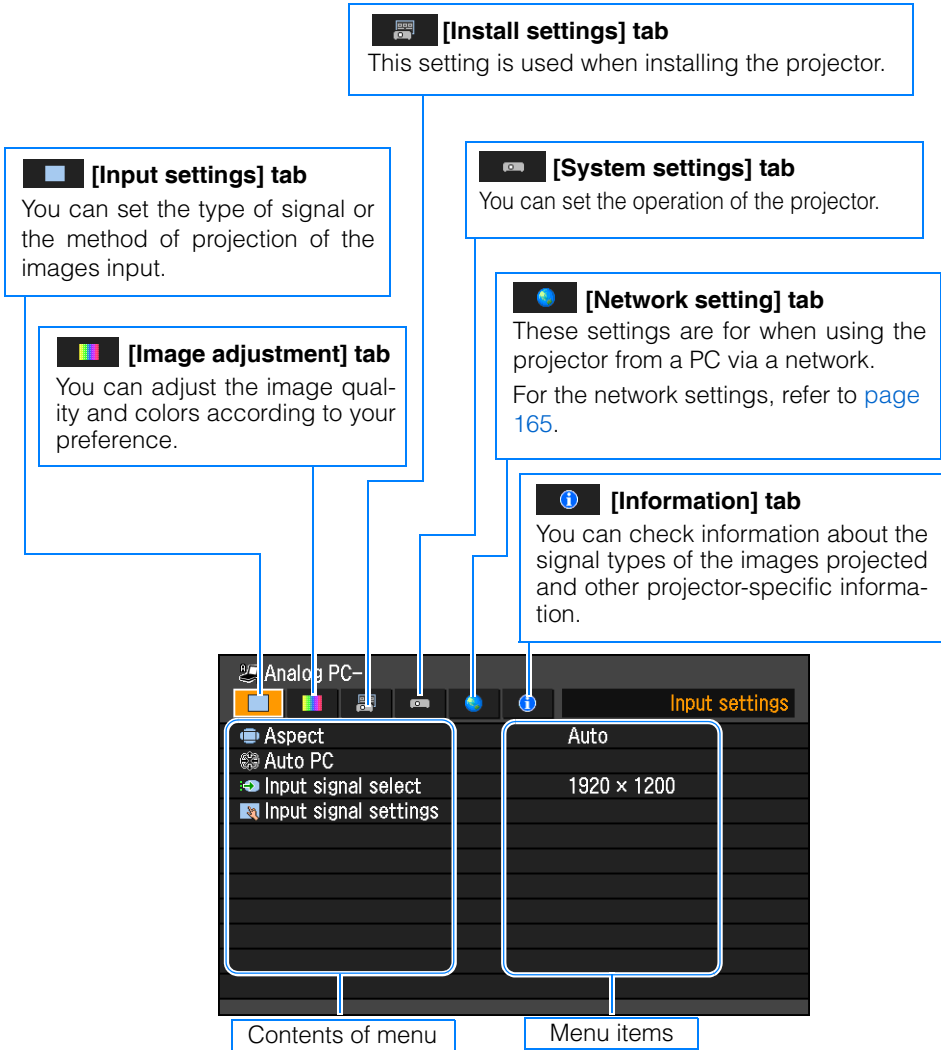 [Install settings] tab
This setting is used when installing the projector.
[Input settings] tab
You can set the type of signal or
the method of projection of the
images input.
[System settings] tab
You can set the operation of the projector.
[Network setting] tab
These settings are for when using the
projector from a PC via a network.
For the network settings, refer to page
165.
[Image adjustment] tab
You can adjust the image qual-
ity and colors according to your
preference.
[Information] tab
You can check information about the
signal types of the images projected
and other projector-specific informa-
tion.
Analog PC-
Input settings
Aspect Auto
Auto PC
Input signal select 1920 × 1200
Input signal settings
Contents of menu
Menu items